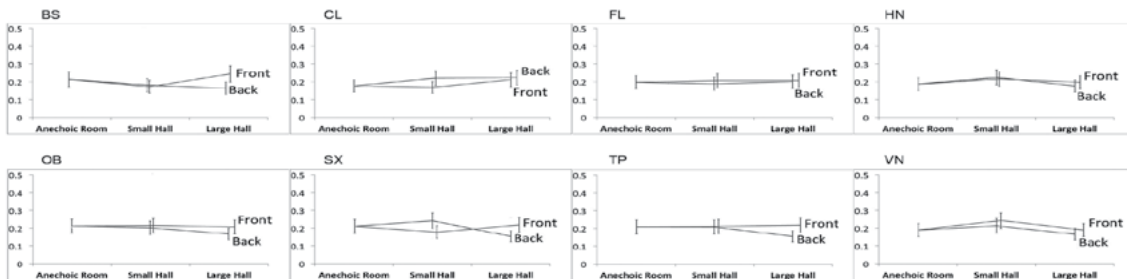 BS CL FL HN
0.5 0.5 0.5 0.5
0.4 0.4 0.4 0.4
0.3 0.3 0.3 0.3
Front Back Front Front
0.2 0.2 0.2 0.2
Back Front Back Back
0.1 0.1 0.1 0.1
0 0 0 0
Anechoic Room Small Hall Large Hall Anechoic Room Small Hall Large Hall Anechoic Room Small Hall Large Hall Anechoic Room Small Hall Large Hall
OB SX TP VN
0.5 0.5 0.5 0.5
0.4 0.4 0.4 0.4
0.3 0.3 0.3 0.3
Front Front Front Front
0.2 0.2 0.2 0.2
Back Back Back Back
0.1 0.1 0.1 0.1
0 0 0 0
Anechoic Room Small Hall Large Hall Anechoic Room Small Hall Large Hall Anechoic Room Small Hall Large Hall Anechoic Room Small Hall Large Hall